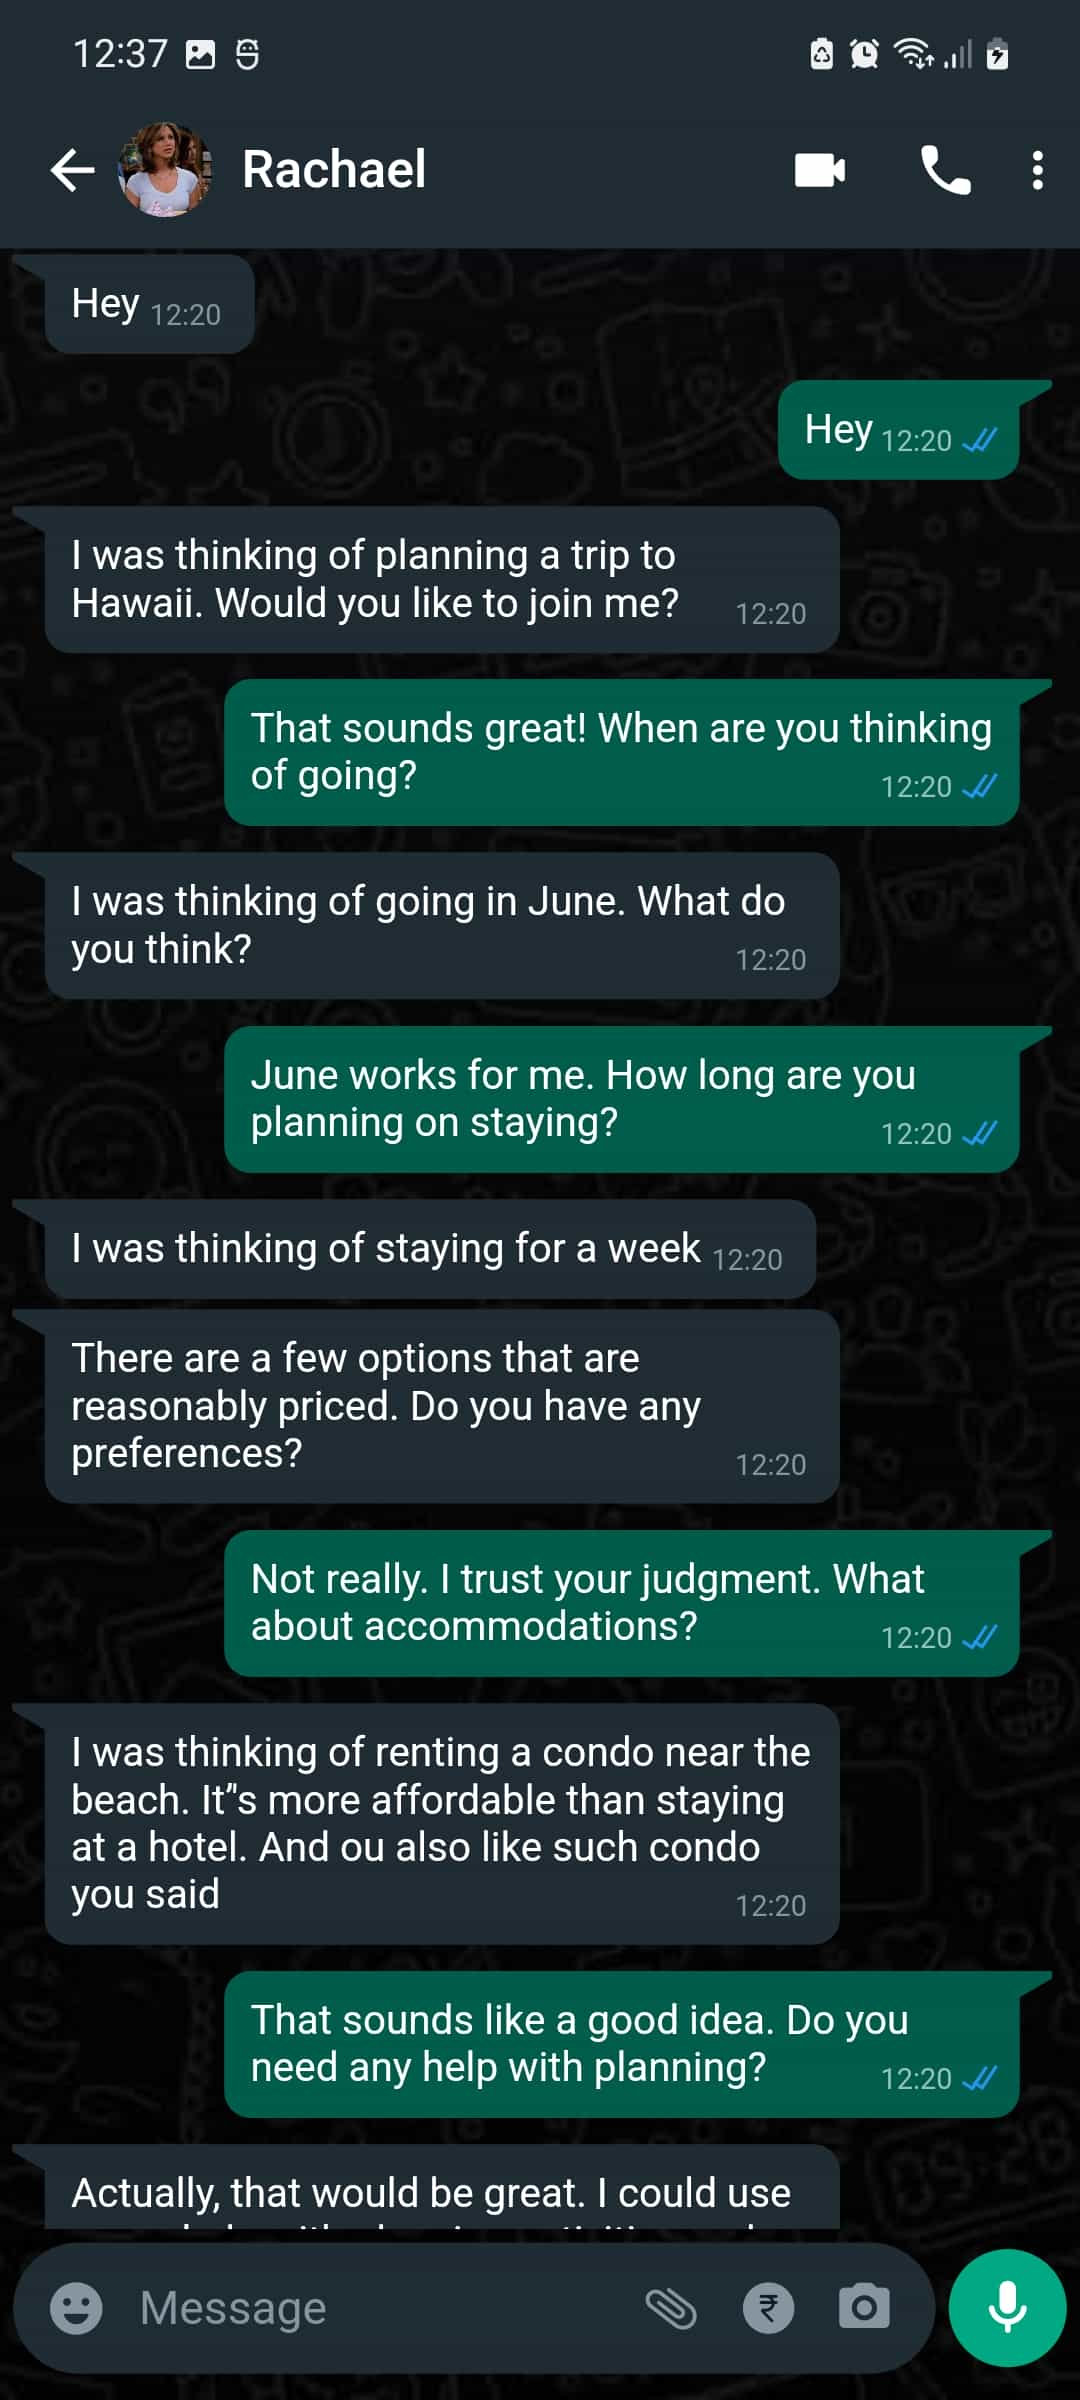 12:37
Rachael
Hey 12:20
Hey 12:20
I was thinking of planning a trip to
Hawaii. Would you like to join me? 12:20
That sounds great! When are you thinking
of going? 12:20
I was thinking of going in June. What do
you think? 12:20
June works for me. How long are you
planning on staying? 12:20
I was thinking of staying for a week 12:20
There are a few options that are
reasonably priced. Do you have any
preferences? 12:20
Not really. I trust your judgment. What
about accommodations? 12:20
I was thinking of renting a condo near the
beach. It"s more affordable than staying
at a hotel. And ou also like such condo
you said 12:20
That sounds like a good idea. Do you
need any help with planning? 12:20
Actually, that would be great. I could use
Message